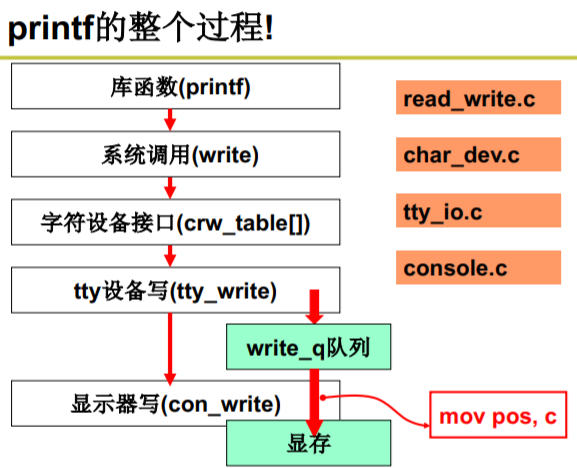 printf的整个过程!
库函数(printf)
系统调用(write)
字符设备接口(crw_table[])
tty设备写(tty_write)
write_q队列
显示器写(con_write)
显存
read_write.c
char_dev.c
tty_io.c
console.c
mov pos, c